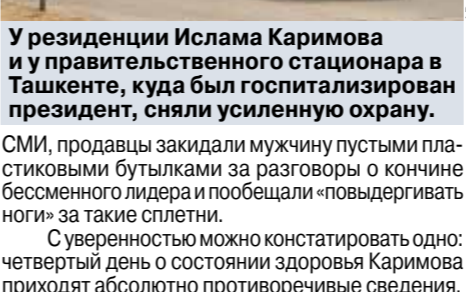 У резиденции Ислама Каримова
и у правительственного стационара в
Ташкенте, куда был госпитализирован
президент, сняли усиленную охрану.
СМИ, продавцы закидали мужчину пустыми пла-
стиковыми бутылками за разговоры о кончине
бессменного лидера и пообещали «повыдергивать
ноги» за такие сплетни.
С уверенностью можно констатировать одно:
четвертый день о состоянии здоровья Каримова
приходят абсолютно противоречивые сведения.